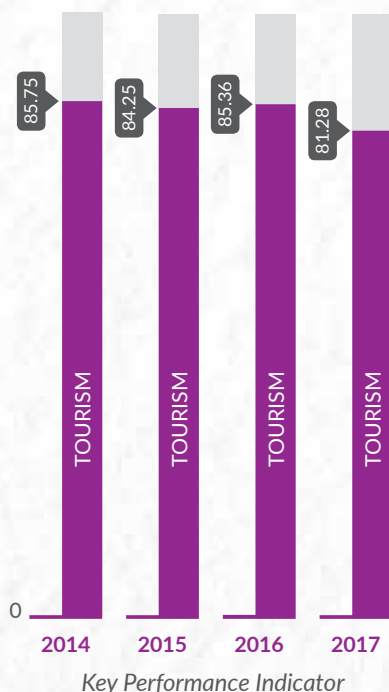 85.75
84.25
85.36
81.28
TOURISM
TOURISM
TOURISM
TOURISM
0
2014 2015 2016 2017
Key Performance Indicator